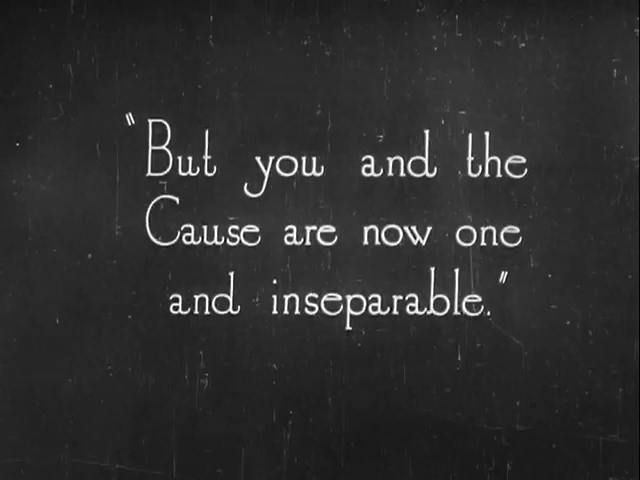 "But you and the
Cause are now one
and inseparable."